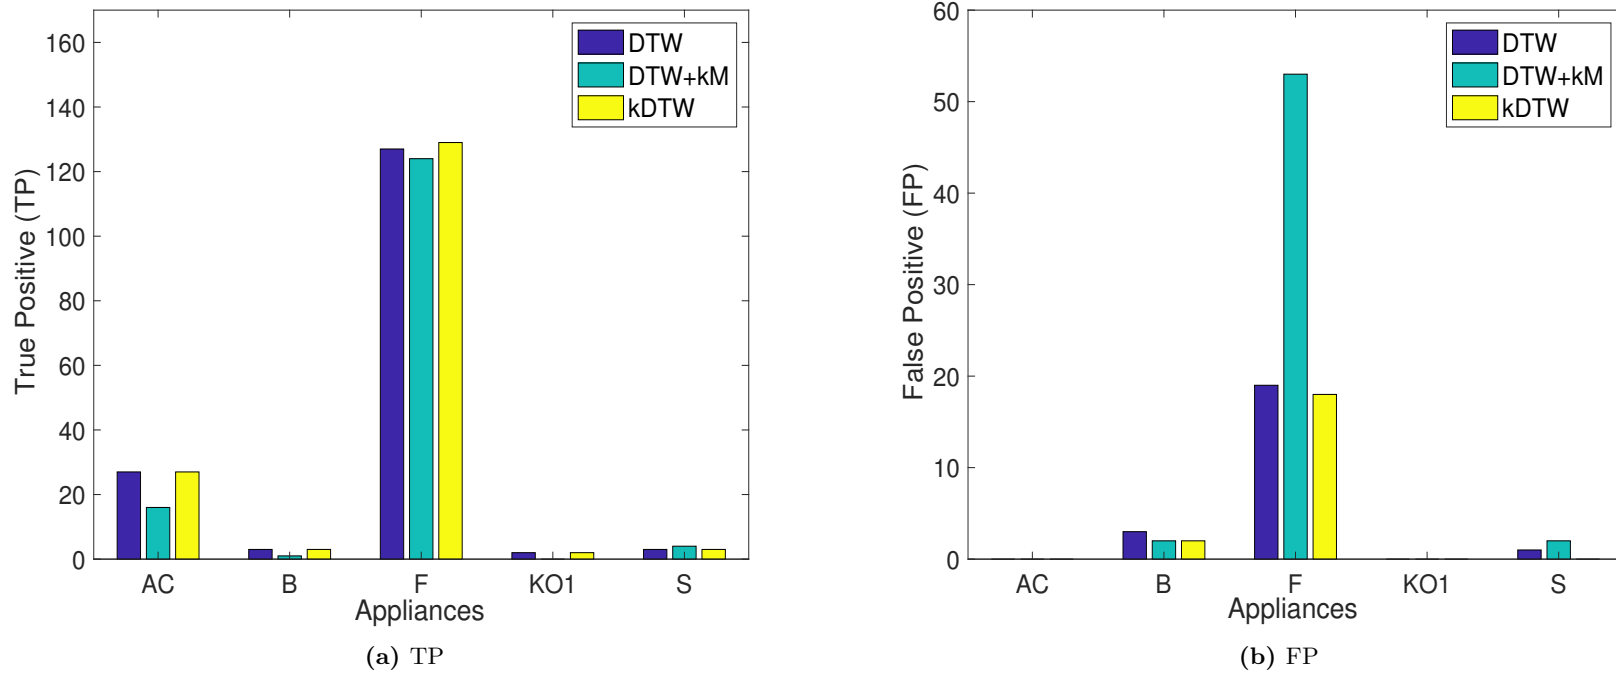 True Positive (TP)
160
140
120
100
80
60
40
20
0
DTW
DTW+kM
kDTW
AC B F KO1 S
Appliances
(a) TP
False Positive (FP)
60
50
40
30
20
10
0
DTW
DTW+kM
kDTW
AC B F KO1 S
Appliances
(b) FP